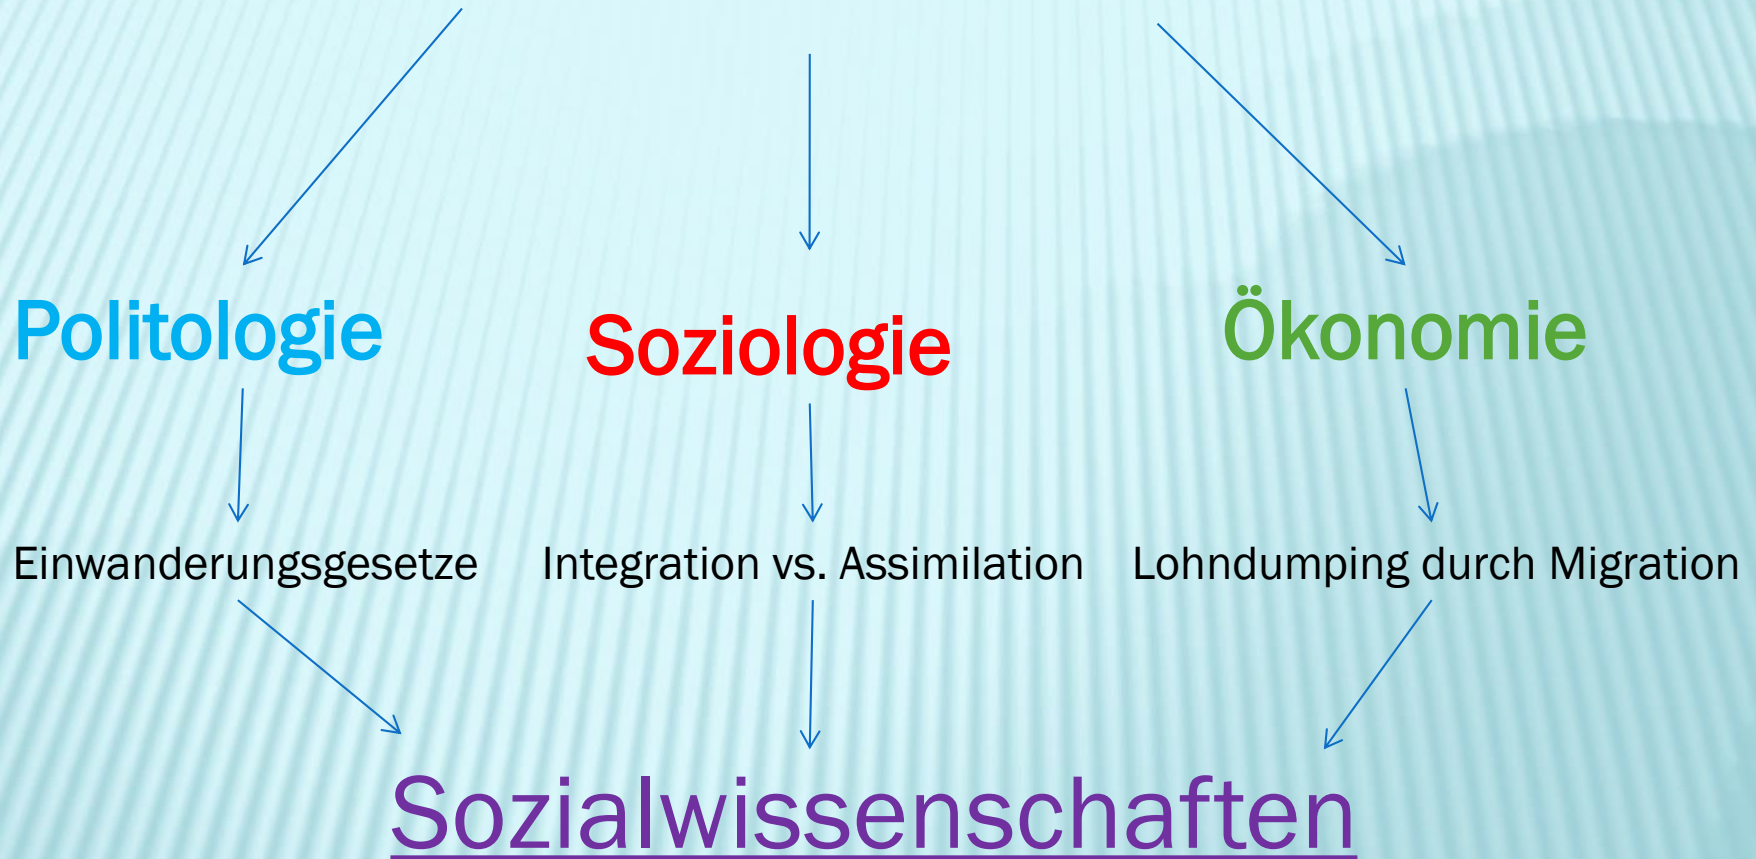 Politologie
Soziologie
Ökonomie
Einwanderungsgesetze
Integration vs. Assimilation
Lohndumping durch Migration
Sozialwissenschaften